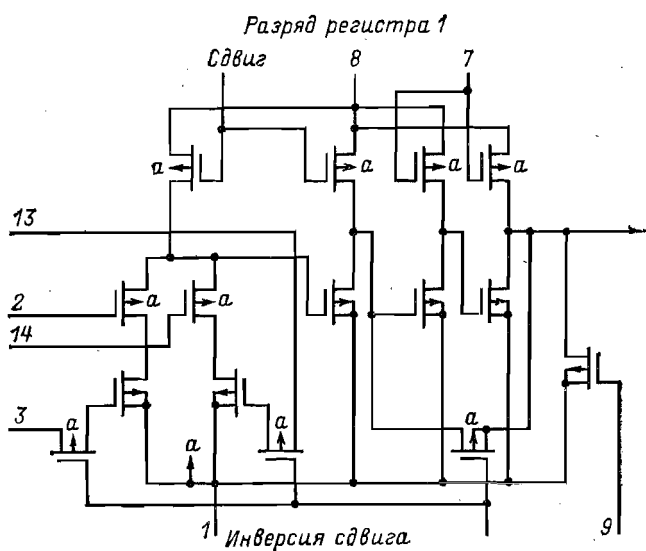 Разряд регистра 1
Сдвиг 8 7
а а а а
13
а а
2
14
3 а а а
а
1 Инверсия сдвига 9